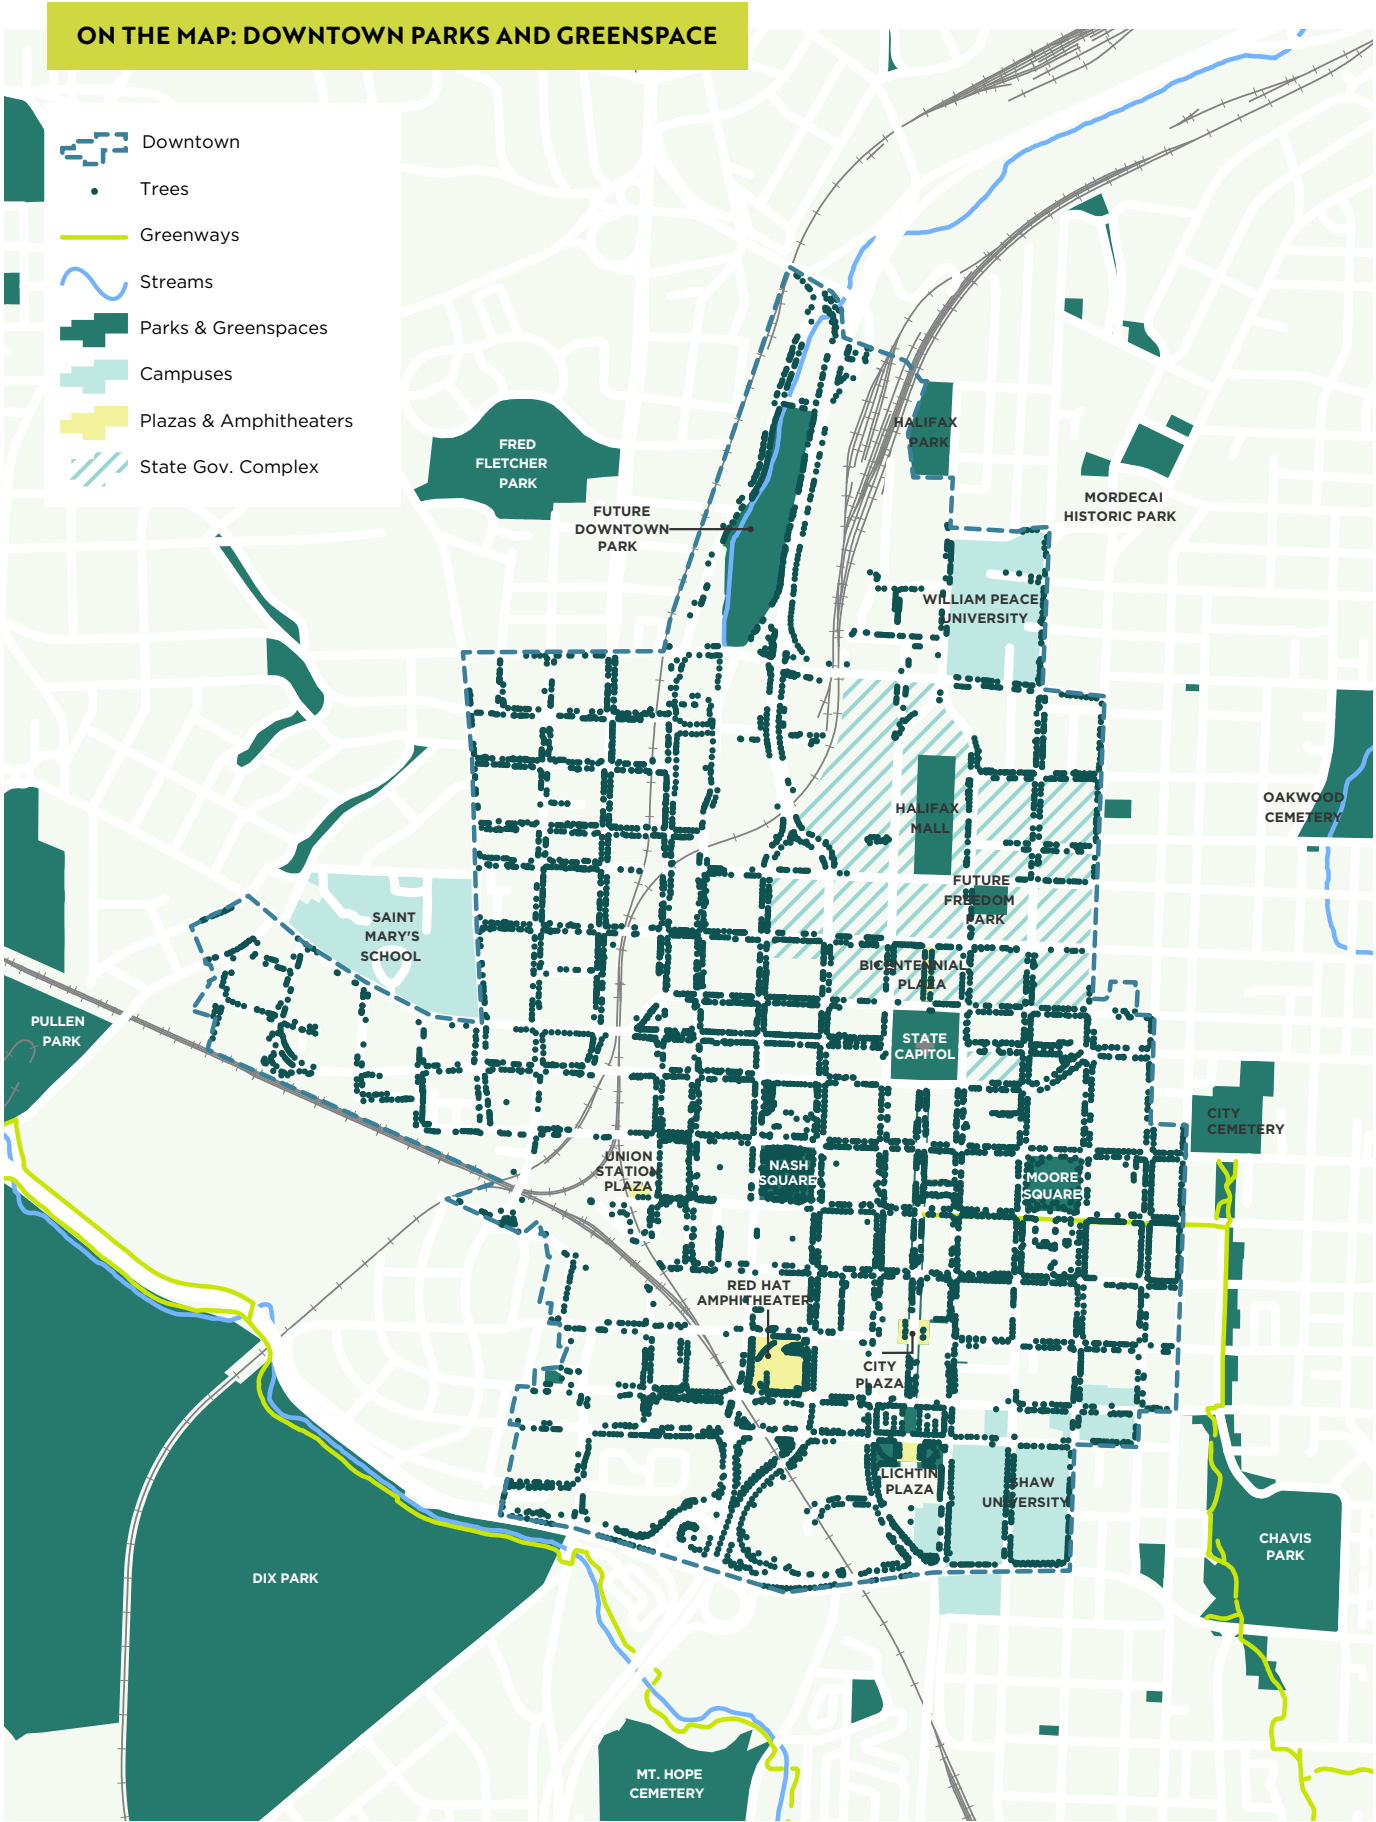 ON THE MAP: DOWNTOWN PARKS AND GREENSPACE
Downtown
Trees
Greenways
Streams
Parks & Greenspaces
Campuses
Plazas & Amphitheaters
State Gov. Complex
FRED
FLETCHER
PARK
HALIFAX
PARK
FUTURE
DOWNTOWN
PARK
MORDECAI
HISTORIC PARK
WILLIAM PEACE
UNIVERSITY
HALIFAX
MALL
OAKWOOD
CEMETERY
FUTURE
FREEDOM
PARK
SAINT
MARY'S
SCHOOL
BICENTENNIAL
PLAZA
PULLEN
PARK
STATE
CAPITOL
CITY
CEMETERY
UNION
STATION
PLAZA
NASH
SQUARE
MOORE
SQUARE
RED HAT
AMPHITHEATER
CITY
PLAZA
LICHTIN
PLAZA
SHAW
UNIVERSITY
CHAVIS
PARK
DIX PARK
MT. HOPE
CEMETERY